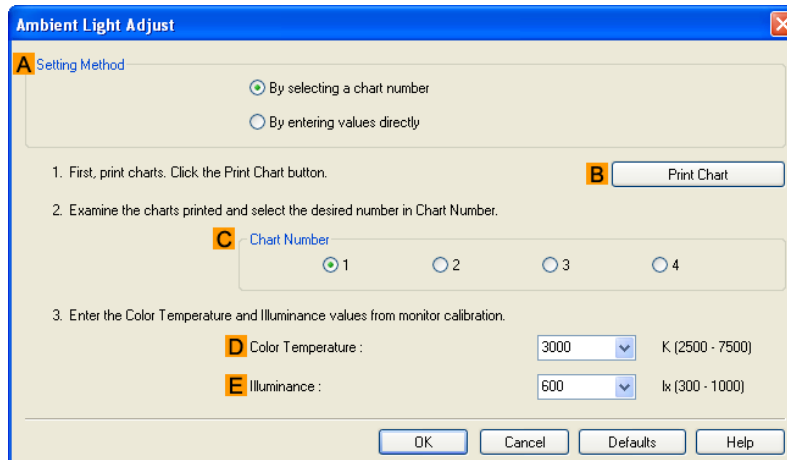 Ambient Light Adjust
A Setting Method
By selecting a chart number
By entering values directly
1. First, print charts. Click the Print Chart button. B Print Chart
2. Examine the charts printed and select the desired number in Chart Number.
C Chart Number
1 2 3 4
3. Enter the Color Temperature and Illuminance values from monitor calibration.
D Color Temperature : 3000 K (2500 - 7500)
E Illuminance : 600 lx (300 - 1000)
OK Cancel Defaults Help